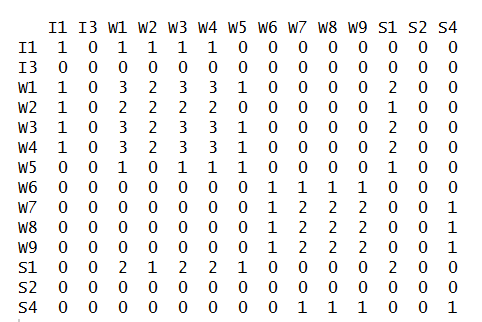 I1 I3 W1 W2 W3 W4 W5 W6 W7 W8 W9 S1 S2 S4
I1 1 0 1 1 1 1 0 0 0 0 0 0 0 0
I3 0 0 0 0 0 0 0 0 0 0 0 0 0 0
W1 1 0 3 2 3 3 1 0 0 0 0 2 0 0
W2 1 0 2 2 2 2 0 0 0 0 0 1 0 0
W3 1 0 3 2 3 3 1 0 0 0 0 2 0 0
W4 1 0 3 2 3 3 1 0 0 0 0 2 0 0
W5 0 0 1 0 1 1 1 0 0 0 0 1 0 0
W6 0 0 0 0 0 0 0 1 1 1 1 0 0 0
W7 0 0 0 0 0 0 0 1 2 2 2 0 0 1
W8 0 0 0 0 0 0 0 1 2 2 2 0 0 1
W9 0 0 0 0 0 0 0 1 2 2 2 0 0 1
S1 0 0 2 1 2 2 1 0 0 0 0 2 0 0
S2 0 0 0 0 0 0 0 0 0 0 0 0 0 0
S4 0 0 0 0 0 0 0 0 1 1 1 0 0 1